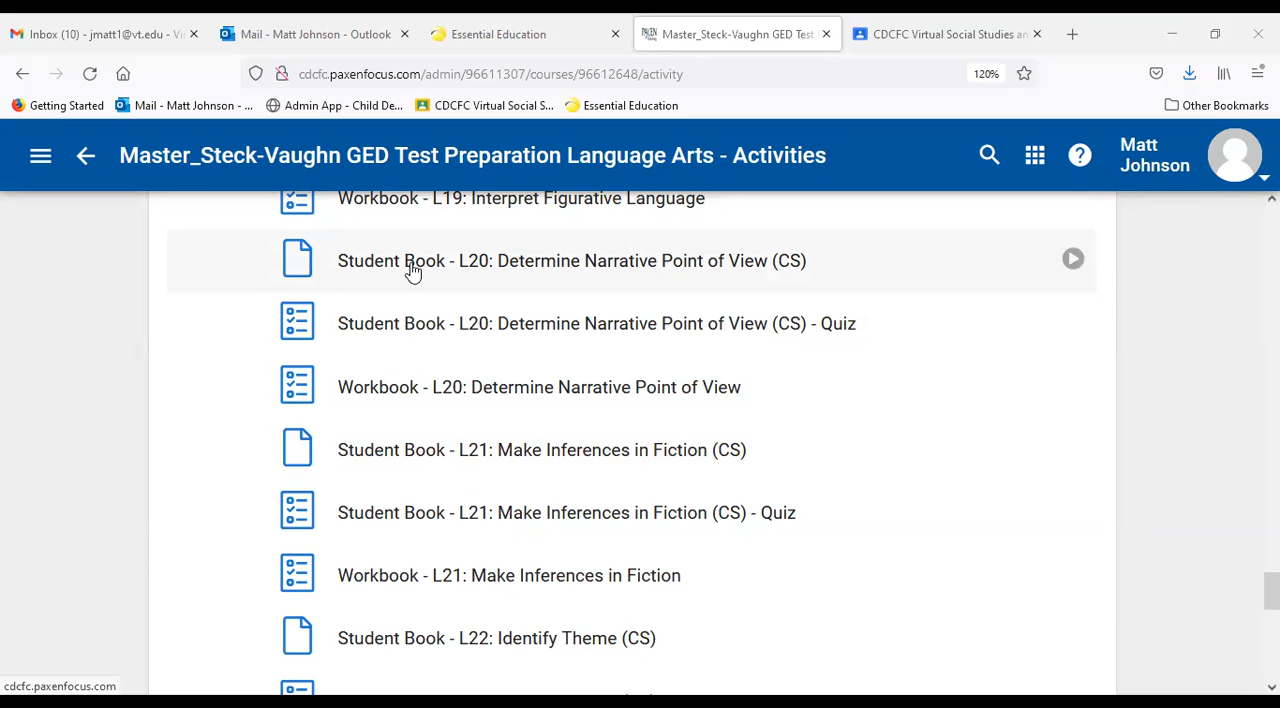 Inbox (10) - jmatt1@vt.edu - Vi
Mail - Matt Johnson - Outlook
Essential Education
Master_Steck-Vaughn GED Test
CDCFC Virtual Social Studies an
cdcfc.paxenfocus.com/admin/96611307/courses/96612648/activity
120%
Getting Started
Mail - Matt Johnson - ...
Admin App - Child De...
CDCFC Virtual Social S...
Essential Education
Other Bookmarks
Master_Steck-Vaughn GED Test Preparation Language Arts - Activities
Matt
Johnson
Workbook - L19: Interpret Figurative Language
Student Book - L20: Determine Narrative Point of View (CS)
Student Book - L20: Determine Narrative Point of View (CS) - Quiz
Workbook - L20: Determine Narrative Point of View
Student Book - L21: Make Inferences in Fiction (CS)
Student Book - L21: Make Inferences in Fiction (CS) - Quiz
Workbook - L21: Make Inferences in Fiction
Student Book - L22: Identify Theme (CS)
cdcfc.paxenfocus.com